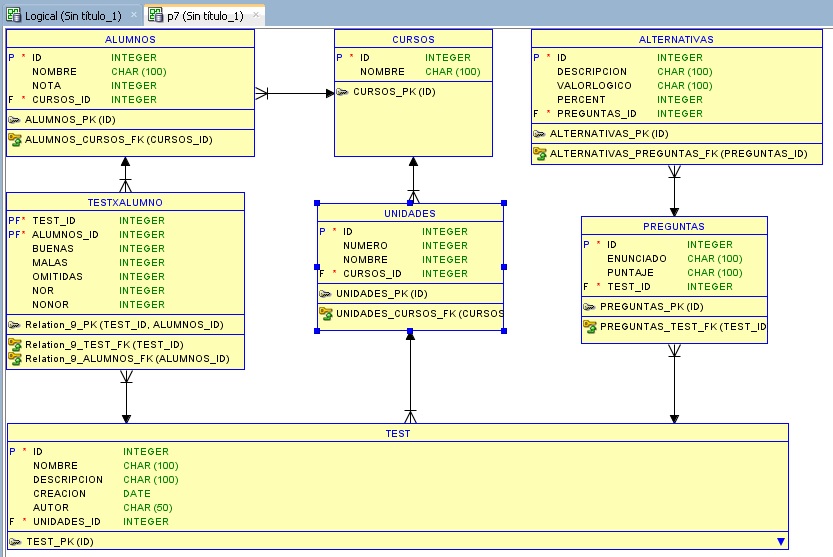 Logical (Sin título_1)
p7 (Sin título_1)
ALUMNOS
P * ID INTEGER
NOMBRE CHAR (100)
NOTA INTEGER
F * CURSOS_ID INTEGER
ALUMNOS_PK (ID)
ALUMNOS_CURSOS_FK (CURSOS_ID)
CURSOS
P * ID INTEGER
NOMBRE CHAR (100)
CURSOS_PK (ID)
ALTERNATIVAS
P * ID INTEGER
DESCRIPCION CHAR (100)
VALORLOGICO CHAR (100)
PERCENT INTEGER
F * PREGUNTAS_ID INTEGER
ALTERNATIVAS_PK (ID)
ALTERNATIVAS_PREGUNTAS_FK (PREGUNTAS_ID)
TESTXALUMNO
PF* TEST_ID INTEGER
PF* ALUMNOS_ID INTEGER
BUENAS INTEGER
MALAS INTEGER
OMITIDAS INTEGER
NOR INTEGER
NONOR INTEGER
Relation_9_PK (TEST_ID, ALUMNOS_ID)
Relation_9_TEST_FK (TEST_ID)
Relation_9_ALUMNOS_FK (ALUMNOS_ID)
UNIDADES
P * ID INTEGER
NUMERO INTEGER
NOMBRE INTEGER
F * CURSOS_ID INTEGER
UNIDADES_PK (ID)
UNIDADES_CURSOS_FK (CURSOS
PREGUNTAS
P * ID INTEGER
ENUNCIADO CHAR (100)
PUNTAJE CHAR (100)
F * TEST_ID INTEGER
PREGUNTAS_PK (ID)
PREGUNTAS_TEST_FK (TEST_ID
TEST
P * ID INTEGER
NOMBRE CHAR (100)
DESCRIPCION CHAR (100)
CREACION DATE
AUTOR CHAR (50)
F * UNIDADES_ID INTEGER
TEST_PK (ID)